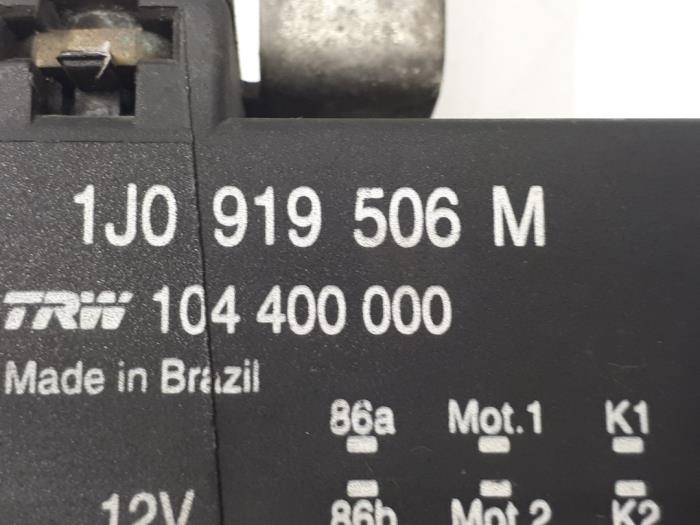 1J0 919 506 M
TRW 104 400 000
Made in Brazil
86a Mot.1 K1
12V 86b Mot.2 K2